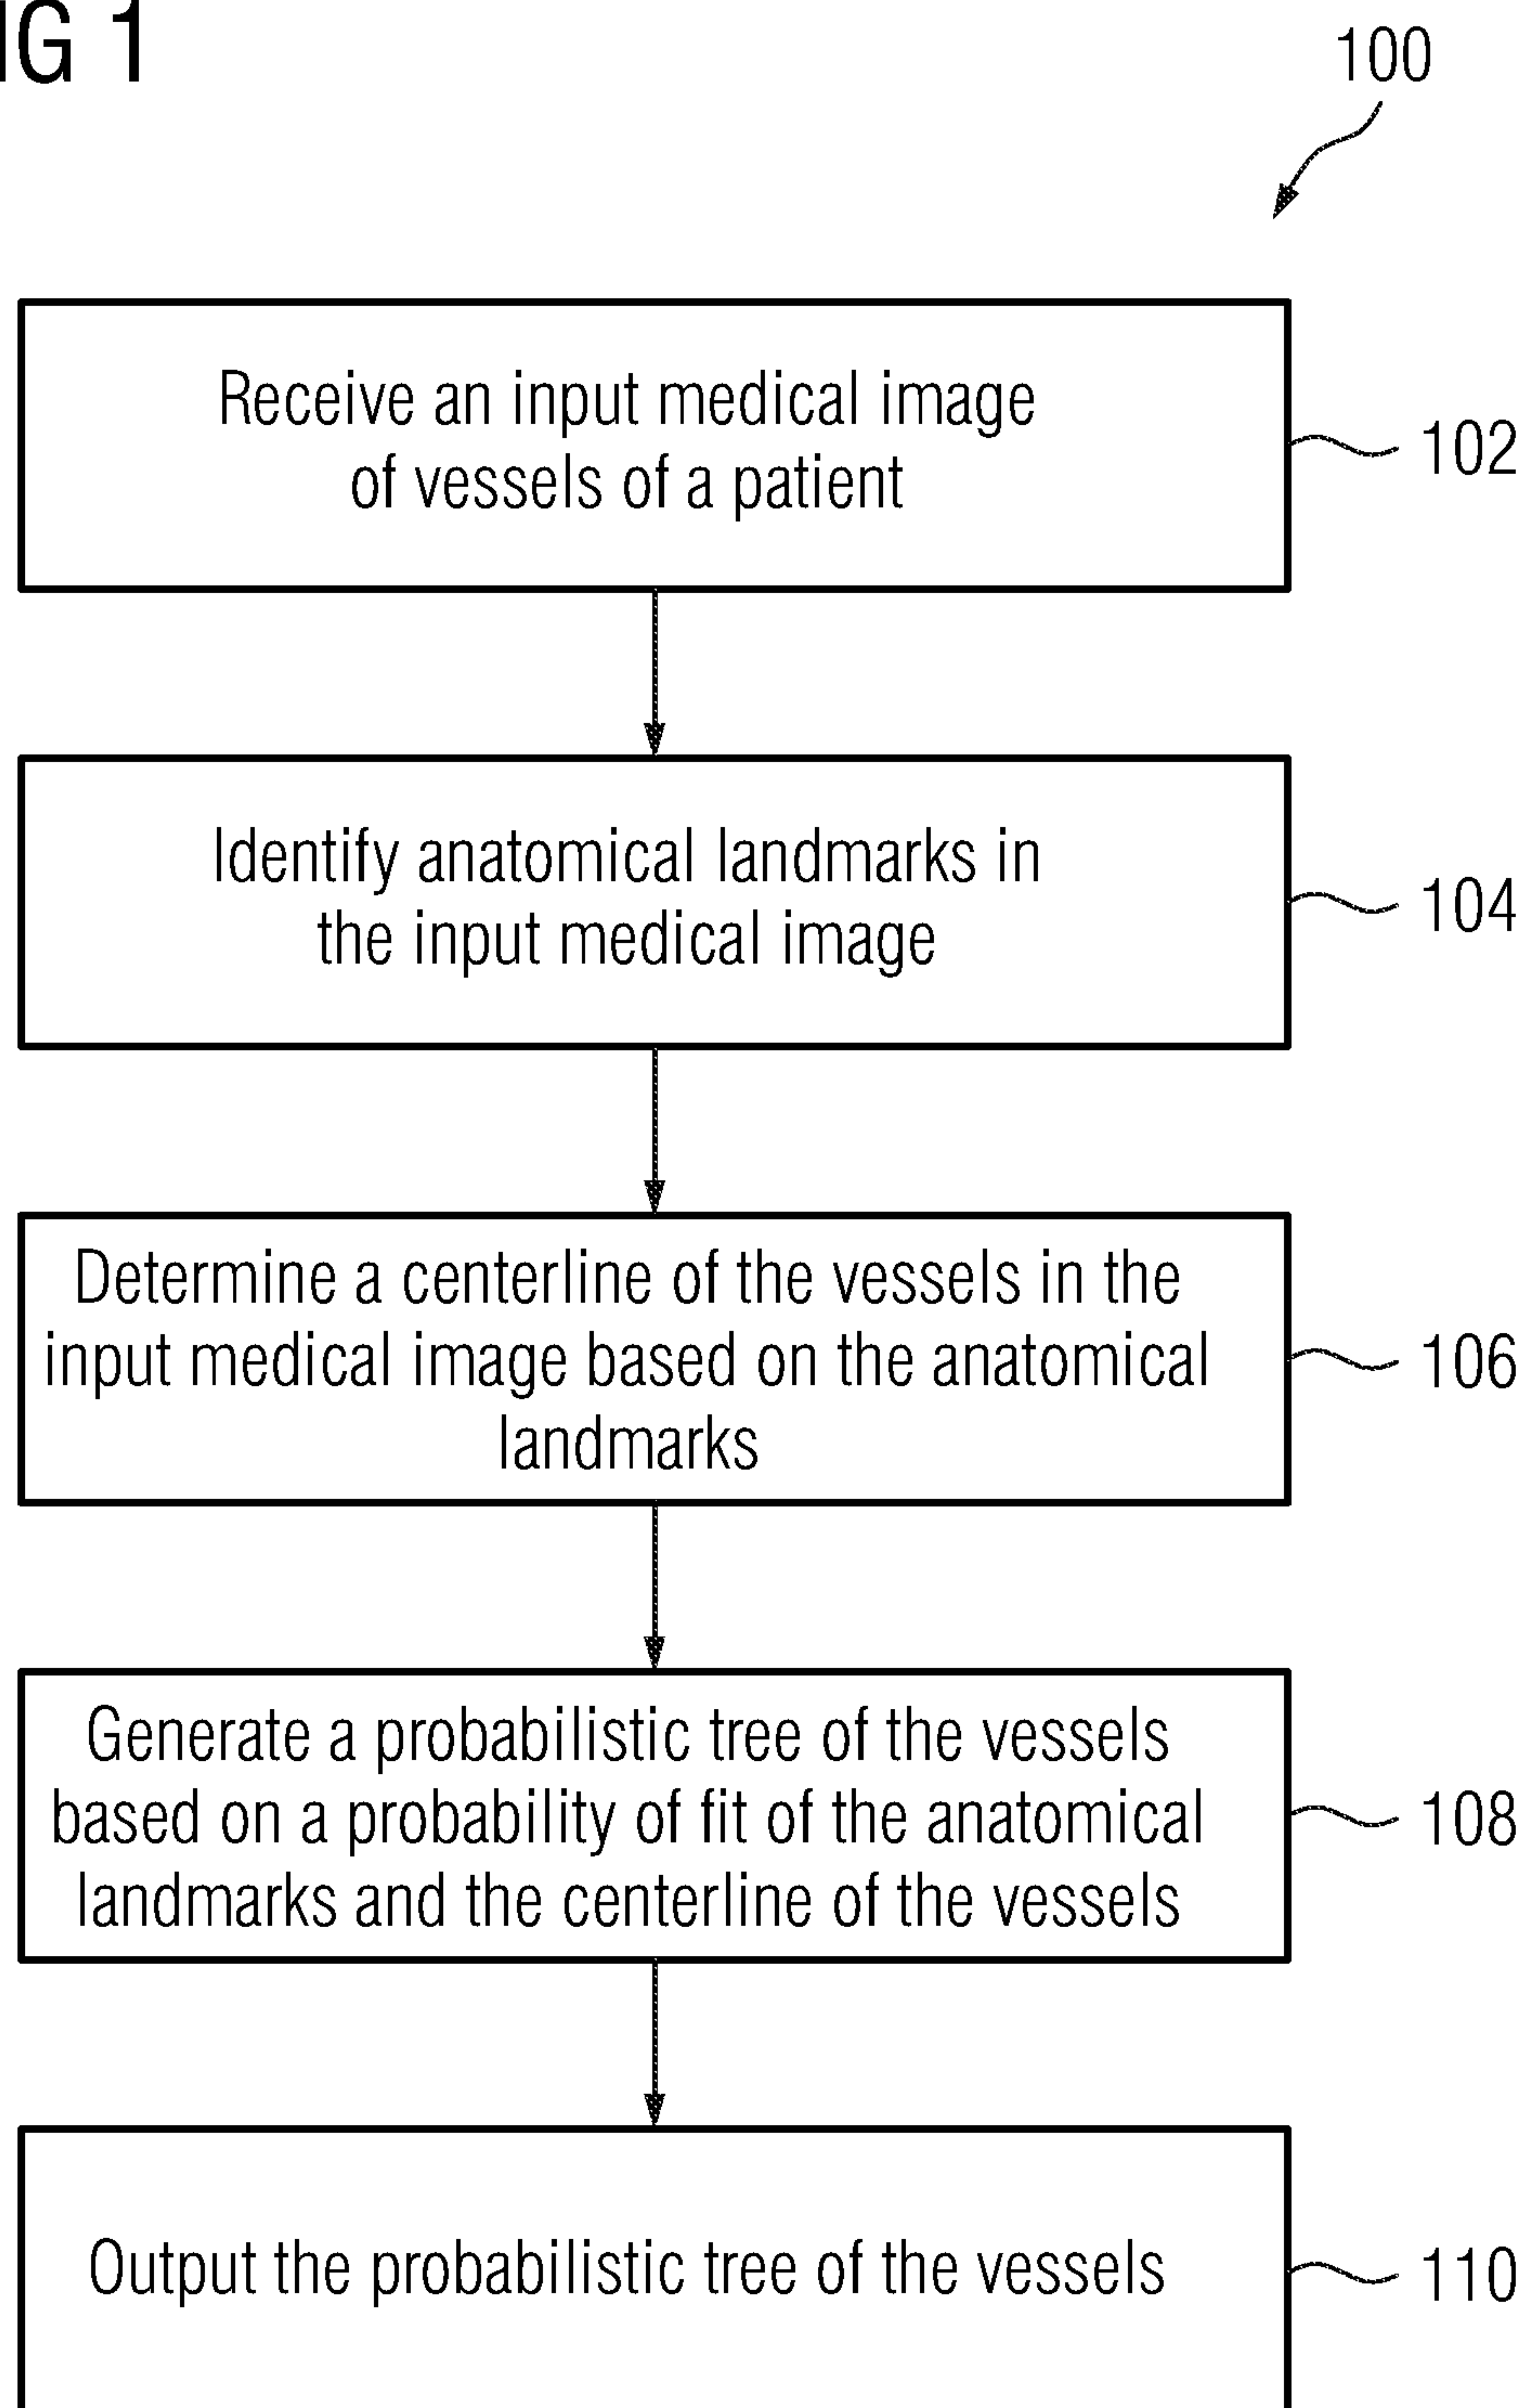 IG 1
100
Receive an input medical image
of vessels of a patient
102
Identify anatomical landmarks in
the input medical image
104
Determine a centerline of the vessels in the
input medical image based on the anatomical
landmarks
106
Generate a probabilistic tree of the vessels
based on a probability of fit of the anatomical
landmarks and the centerline of the vessels
108
Output the probabilistic tree of the vessels
110